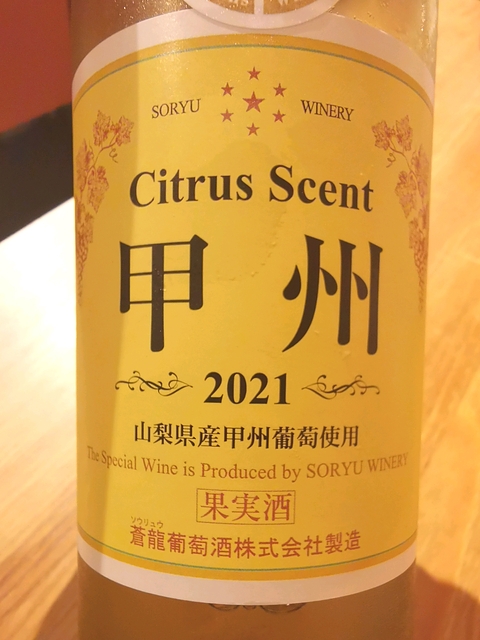 SORYU WINERY
Citrus Scent
甲州
2021
山梨県産甲州葡萄使用
The Special Wine is Produced by SORYU WINERY
果実酒
ソウリュウ
蒼龍葡萄酒株式会社製造